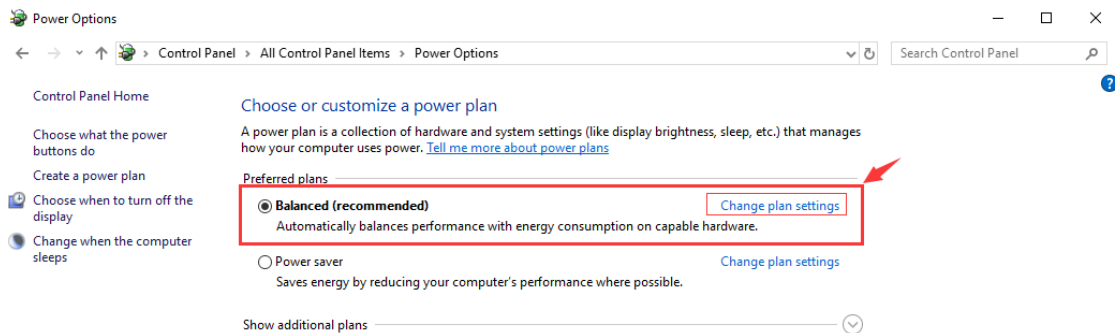 Power Options
Control Panel > All Control Panel Items > Power Options
Search Control Panel
?
Control Panel Home
Choose what the power
buttons do
Create a power plan
Choose when to turn off the
display
Change when the computer
sleeps
Choose or customize a power plan
A power plan is a collection of hardware and system settings (like display brightness, sleep, etc.) that manages
how your computer uses power. Tell me more about power plans
Preferred plans
Balanced (recommended) Change plan settings
Automatically balances performance with energy consumption on capable hardware.
Power saver Change plan settings
Saves energy by reducing your computer's performance where possible.
Show additional plans